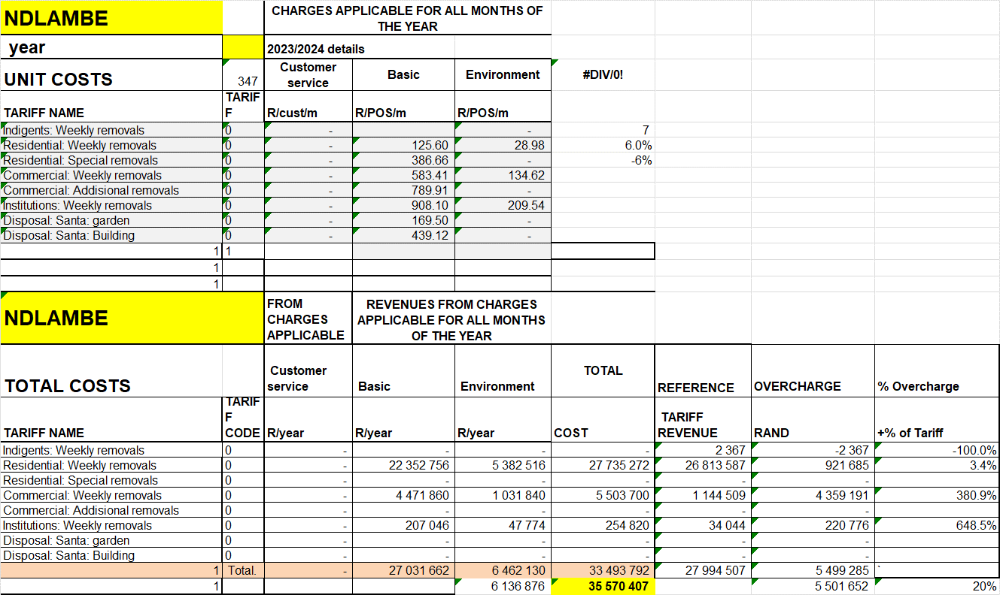 NDLAMBE
CHARGES APPLICABLE FOR ALL MONTHS OF
THE YEAR
year
2023/2024 details
UNIT COSTS 347 Customer service Basic Environment #DIV/0!
TARIFF NAME TARIF F R/cust/m R/POS/m R/POS/m
Indigents: Weekly removals 0 - - 7
Residential: Weekly removals 0 - 125.60 28.98 6.0%
Residential: Special removals 0 - 386.66 - -6%
Commercial: Weekly removals 0 - 583.41 134.62
Commercial: Addisional removals 0 - 789.91 -
Institutions: Weekly removals 0 - 908.10 209.54
Disposal: Santa: garden 0 - 169.50 -
Disposal: Santa: Building 0 - 439.12 -
1 1
1
1
NDLAMBE
FROM
CHARGES
APPLICABLE
REVENUES FROM CHARGES
APPLICABLE FOR ALL MONTHS
OF THE YEAR
TOTAL COSTS Customer service Basic Environment TOTAL REFERENCE OVERCHARGE % Overcharge
TARIFF NAME TARIF F CODE R/year R/year R/year COST TARIFF REVENUE RAND +% of Tariff
Indigents: Weekly removals 0 - - - - 2 367 -2 367 -100.0%
Residential: Weekly removals 0 - 22 352 756 5 382 516 27 735 272 26 813 587 921 685 3.4%
Residential: Special removals 0 - - - - - -
Commercial: Weekly removals 0 - 4 471 860 1 031 840 5 503 700 1 144 509 4 359 191 380.9%
Commercial: Addisional removals 0 - - - - - -
Institutions: Weekly removals 0 - 207 046 47 774 254 820 34 044 220 776 648.5%
Disposal: Santa: garden 0 - - - - - -
Disposal: Santa: Building 0 - - - - - -
1 Total. - 27 031 662 6 462 130 33 493 792 27 994 507 5 499 285 `
1 6 136 876 35 570 407 5 501 652 20%